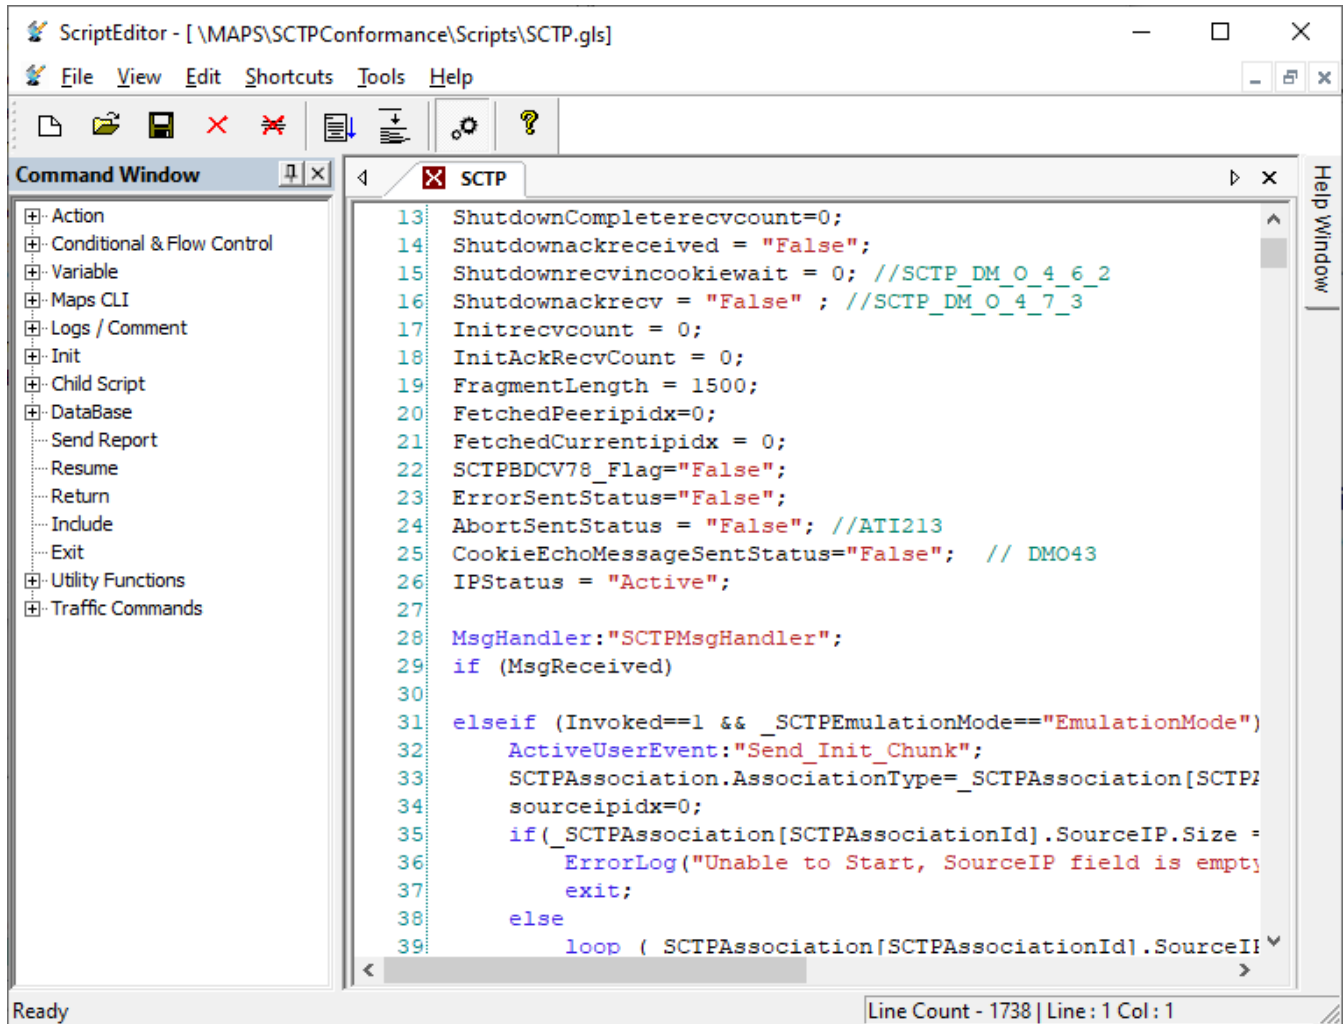 ScriptEditor - [ \MAPS\SCTPConformance\Scripts\SCTP.gls]
File View Edit Shortcuts Tools Help
Command Window
Action
Conditional & Flow Control
Variable
Maps CLI
Logs / Comment
Init
Child Script
DataBase
Send Report
Resume
Return
Include
Exit
Utility Functions
Traffic Commands
SCTP
13 ShutdownCompleterecvcount=0;
14 Shutdownackreceived = "False";
15 Shutdownrecvincookiewait = 0; //SCTP_DM_O_4_6_2
16 Shutdownackrecv = "False" ; //SCTP_DM_O_4_7_3
17 Initrecvcount = 0;
18 InitAckRecvCount = 0;
19 FragmentLength = 1500;
20 FetchedPeeripidx=0;
21 FetchedCurrentipidx = 0;
22 SCTPBDCV78_Flag="False";
23 ErrorSentStatus="False";
24 AbortSentStatus = "False"; //ATI213
25 CookieEchoMessageSentStatus="False"; // DMO43
26 IPStatus = "Active";
27
28 MsgHandler:"SCTPMsgHandler";
29 if (MsgReceived)
30
31 elseif (Invoked==1 && _SCTPEmulationMode=="EmulationMode")
32 ActiveUserEvent:"Send_Init_Chunk";
33 SCTPAssociation.AssociationType=_SCTPAssociation[SCTPA
34 sourceipidx=0;
35 if(_SCTPAssociation[SCTPAssociationId].SourceIP.Size =
36 ErrorLog("Unable to Start, SourceIP field is empty
37 exit;
38 else
39 loop ( SCTPAssociation[SCTPAssociationId].SourceIP
Help Window
Ready
Line Count - 1738 | Line : 1 Col : 1